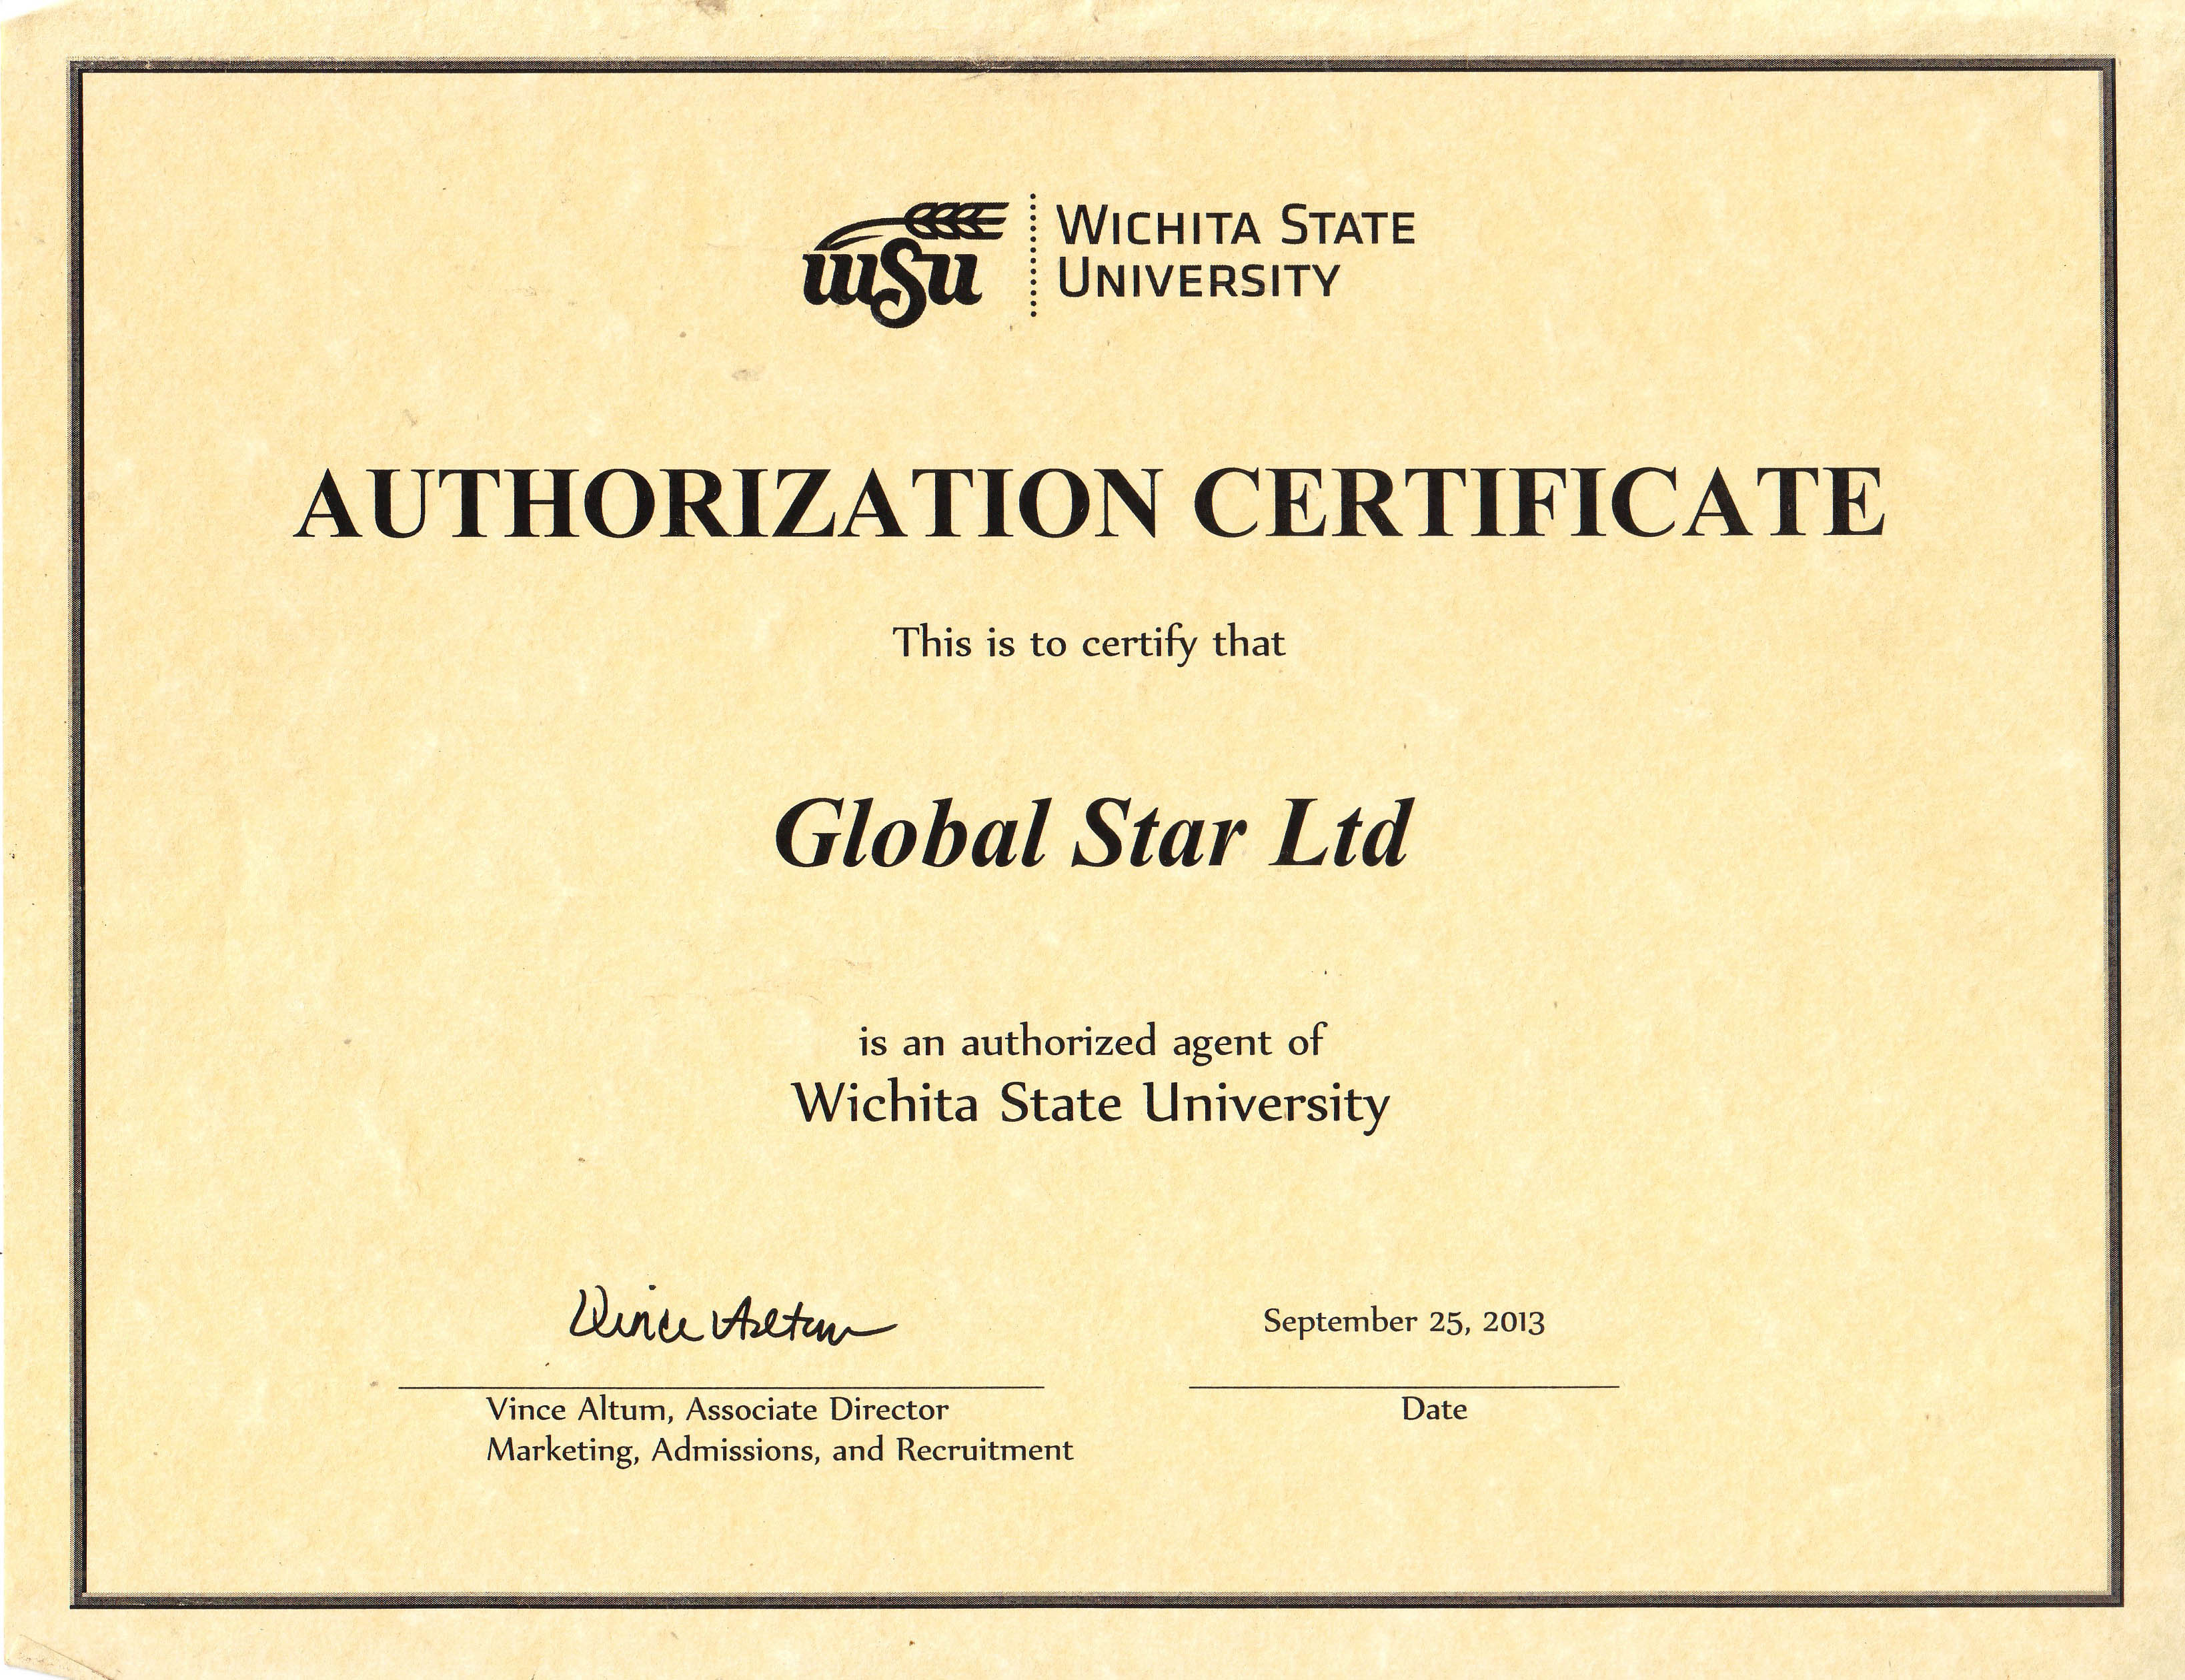 wsu
WICHITA STATE
UNIVERSITY
AUTHORIZATION CERTIFICATE
This is to certify that
Global Star Ltd
is an authorized agent of
Wichita State University
Vince Altum
September 25, 2013
Vince Altum, Associate Director
Date
Marketing, Admissions, and Recruitment